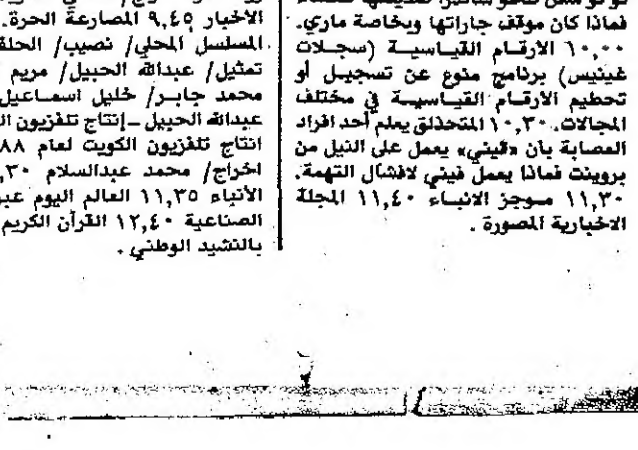 فماذا كان موقف جاراتها وبخاصة ماري.
١٠,٠٠ الارقام القياسية (سجلات
غينيس) برنامج منوع عن تسجيل أو
تحطيم الارقام القياسية في مختلف
المجالات. ١٠,٣٠ المتحذلق يعلم أحد افراد
العصابة بان «فيني» يعمل على النيل من
بروينت فماذا يعمل فيني لافشال التهمة.
١١,٣٠ موجز الانباء ١١,٤٠ المجلة
الاخبارية المصورة.
الاخبار ٩,٤٥ المصارعة الحرة.
المسلسل المحلي/ نصيب/ الحلقة
تمثيل/ عبدالله الحبيل/ مريم
محمد جابر/ خليل اسماعيل
عبدالله الحبيل - إنتاج تلفزيون
انتاج تلفزيون الكويت لعام ٨٨
اخراج/ محمد عبدالسلام ,٣٠
الأنباء ١١,٣٥ العالم اليوم عبر
الصناعية ١٢,٤٠ القرآن الكريم
بالنشيد الوطني.